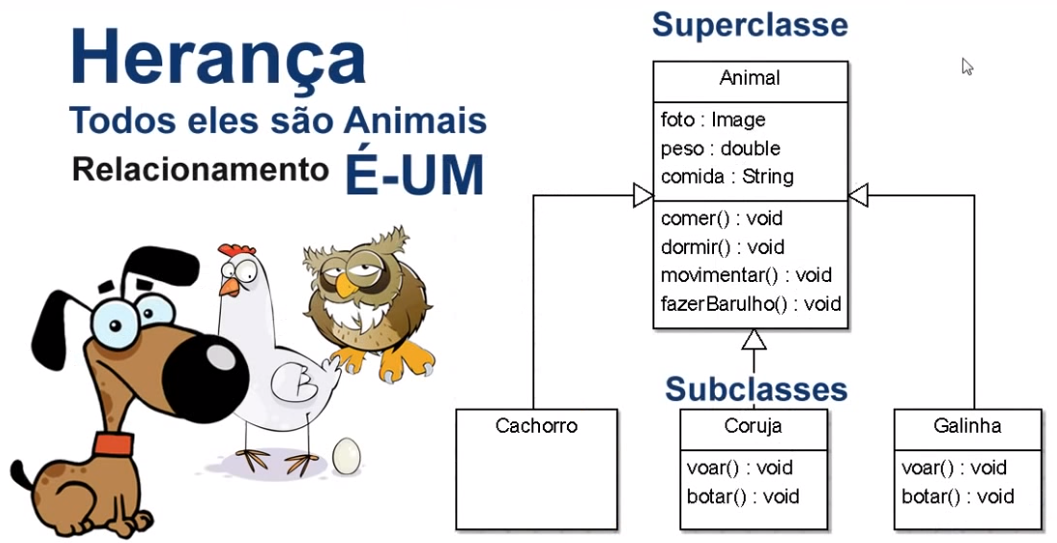 Herança
Todos eles são Animais
Relacionamento É-UM
Superclasse
Animal
foto : Image
peso : double
comida : String
comer() : void
dormir() : void
movimentar() : void
fazerBarulho() : void
Subclasses
Cachorro
Coruja
voar() : void
botar() : void
Galinha
voar() : void
botar() : void